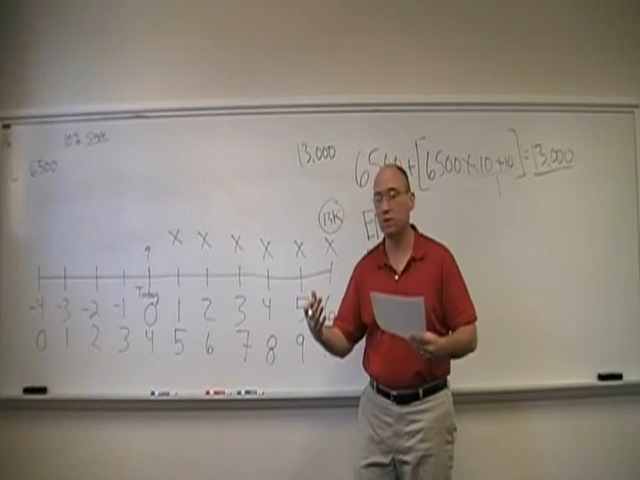 10% Simple
6500
13,000
6500+[6500×.10×10]=13,000
13K
X X X X X X
Today
-4 -3 -2 -1 0 1 2 3 4 5
0 1 2 3 4 5 6 7 8 9